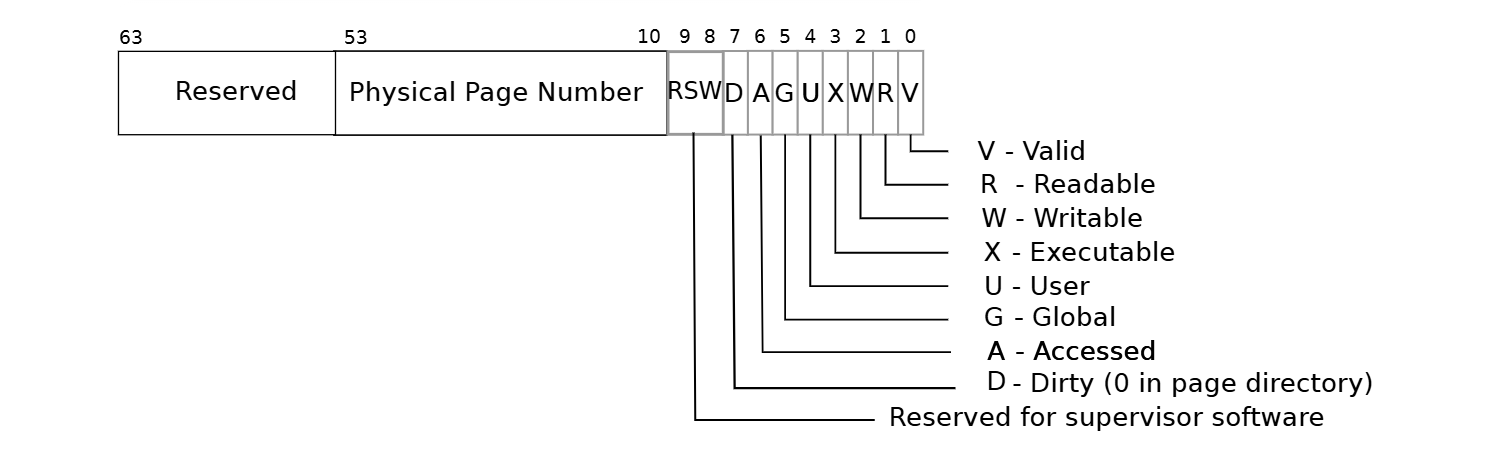 63 53 10 9 8 7 6 5 4 3 2 1 0
Reserved Physical Page Number RSW D A G U X W R V
V - Valid
R - Readable
W - Writable
X - Executable
U - User
G - Global
A - Accessed
D - Dirty (0 in page directory)
Reserved for supervisor software